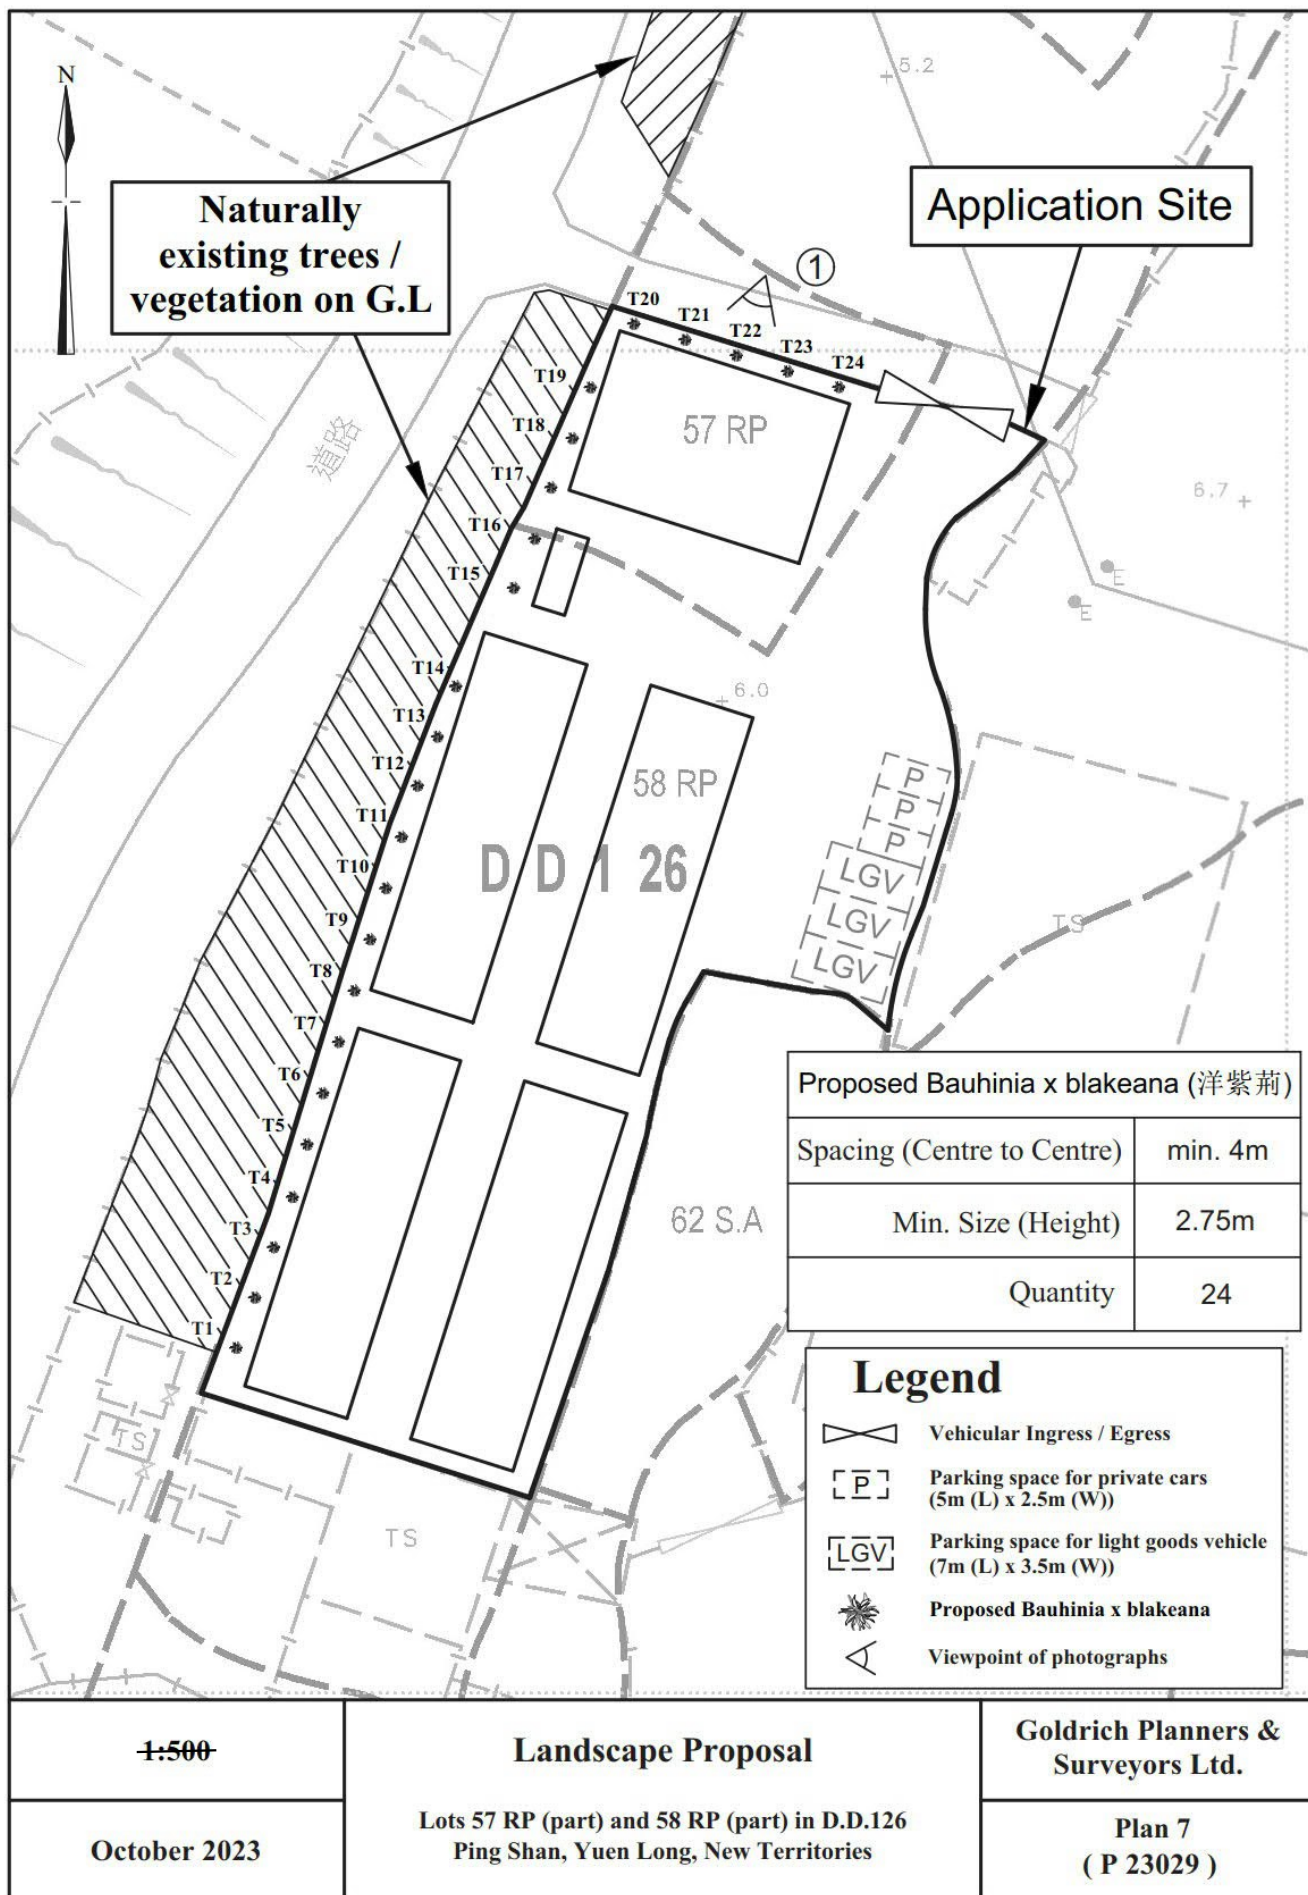 N
5.2
Naturally
existing trees /
vegetation on G.L
Application Site
1
T20
T21
T22
T23
T24
T19
T18
T17
T16
T15
T14
T13
T12
T11
T10
T9
T8
T7
T6
T5
T4
T3
T2
T1
道路
57 RP
6.7
E
E
6.0
58 RP
D D 1 26
P
P
P
LGV
LGV
LGV
TS
62 S.A
TS
TS
Proposed Bauhinia x blakeana (洋紫荊)
Spacing (Centre to Centre) min. 4m
Min. Size (Height) 2.75m
Quantity 24
Legend
Vehicular Ingress / Egress
P Parking space for private cars
(5m (L) x 2.5m (W))
LGV Parking space for light goods vehicle
(7m (L) x 3.5m (W))
Proposed Bauhinia x blakeana
Viewpoint of photographs
1:500
October 2023
Landscape Proposal
Lots 57 RP (part) and 58 RP (part) in D.D.126
Ping Shan, Yuen Long, New Territories
Goldrich Planners &
Surveyors Ltd.
Plan 7
( P 23029 )